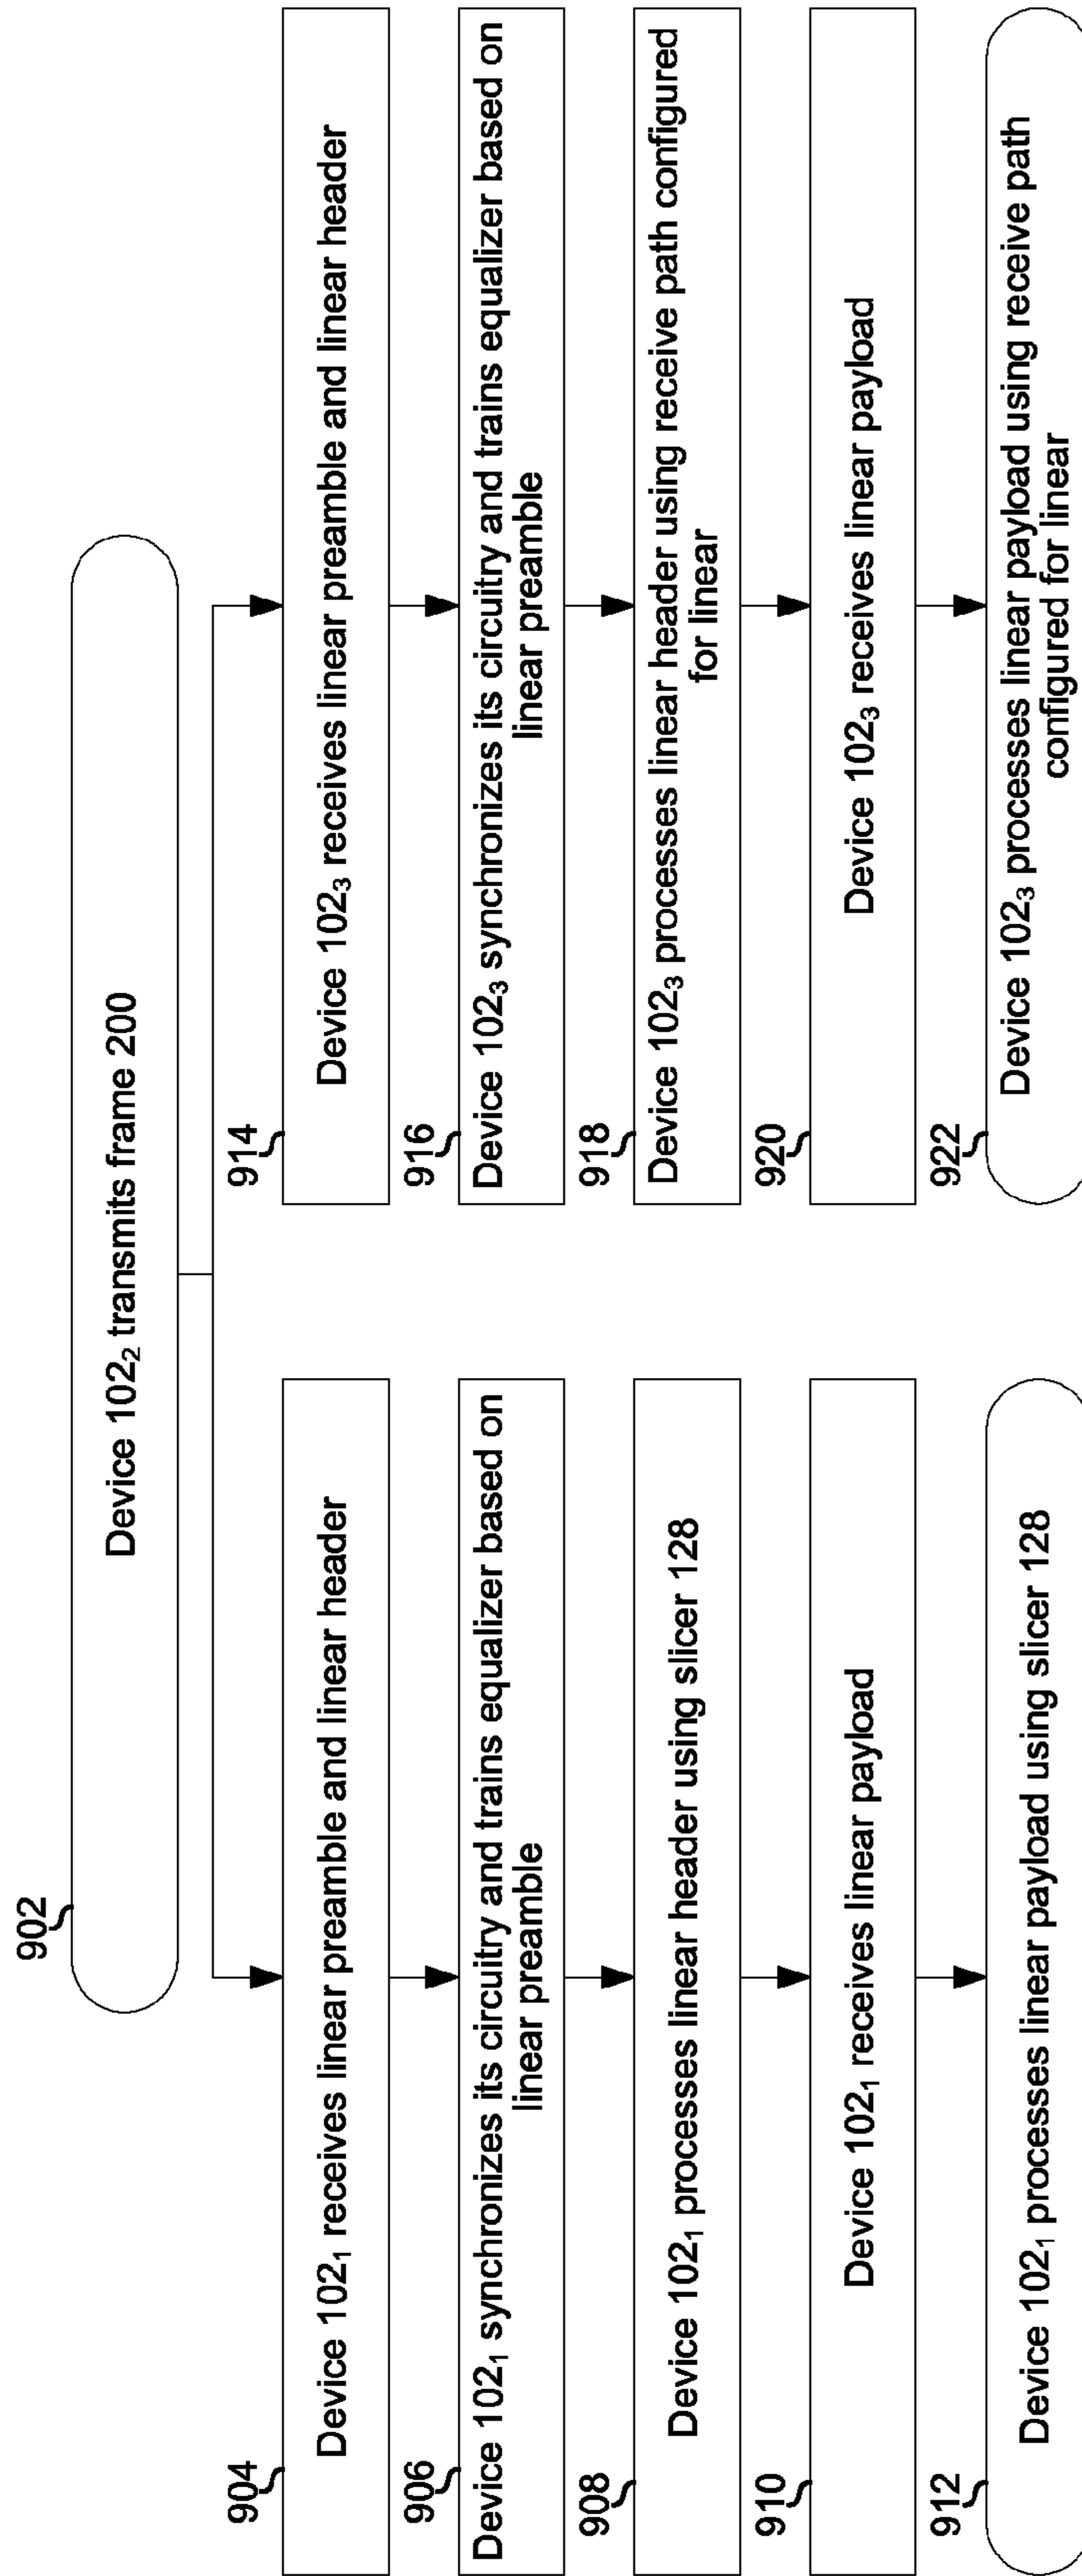 902
Device 102₂ transmits frame 200
904
Device 102₁ receives linear preamble and linear header
906
Device 102₁ synchronizes its circuitry and trains equalizer based on
linear preamble
908
Device 102₁ processes linear header using slicer 128
910
Device 102₁ receives linear payload
912
Device 102₁ processes linear payload using slicer 128
914
Device 102₃ receives linear preamble and linear header
916
Device 102₃ synchronizes its circuitry and trains equalizer based on
linear preamble
918
Device 102₃ processes linear header using receive path configured
for linear
920
Device 102₃ receives linear payload
922
Device 102₃ processes linear payload using receive path
configured for linear